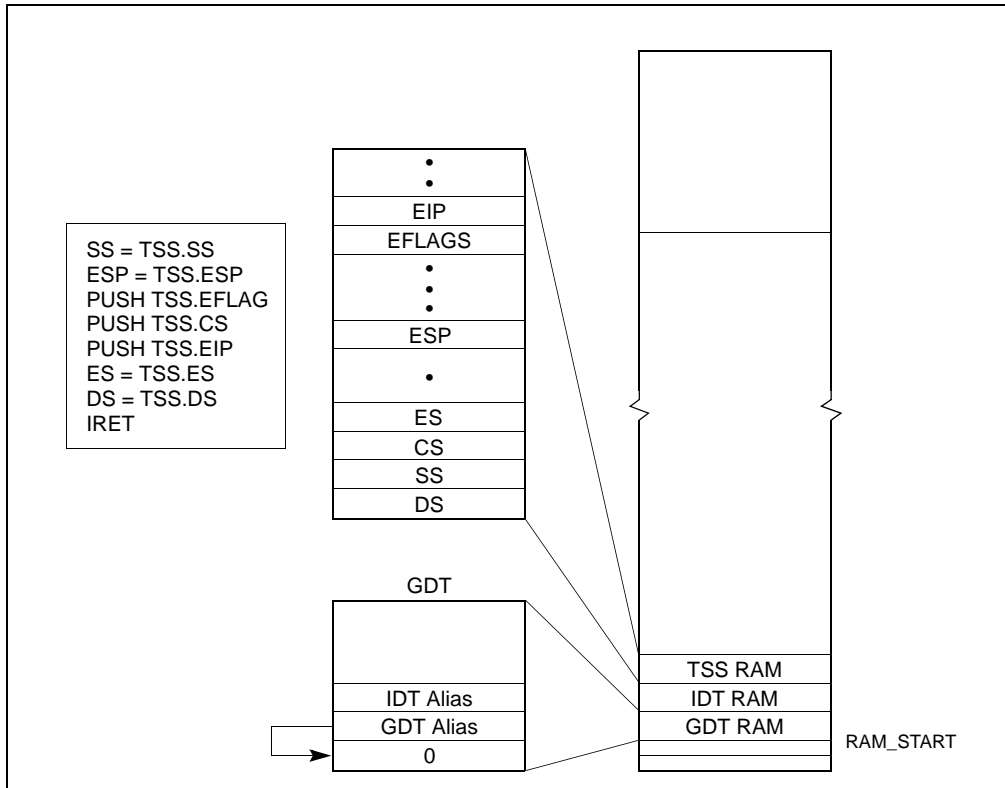 SS = TSS.SS
ESP = TSS.ESP
PUSH TSS.EFLAG
PUSH TSS.CS
PUSH TSS.EIP
ES = TSS.ES
DS = TSS.DS
IRET
EIP
EFLAGS
ESP
ES
CS
SS
DS
GDT
IDT Alias
GDT Alias
0
TSS RAM
IDT RAM
GDT RAM
RAM_START